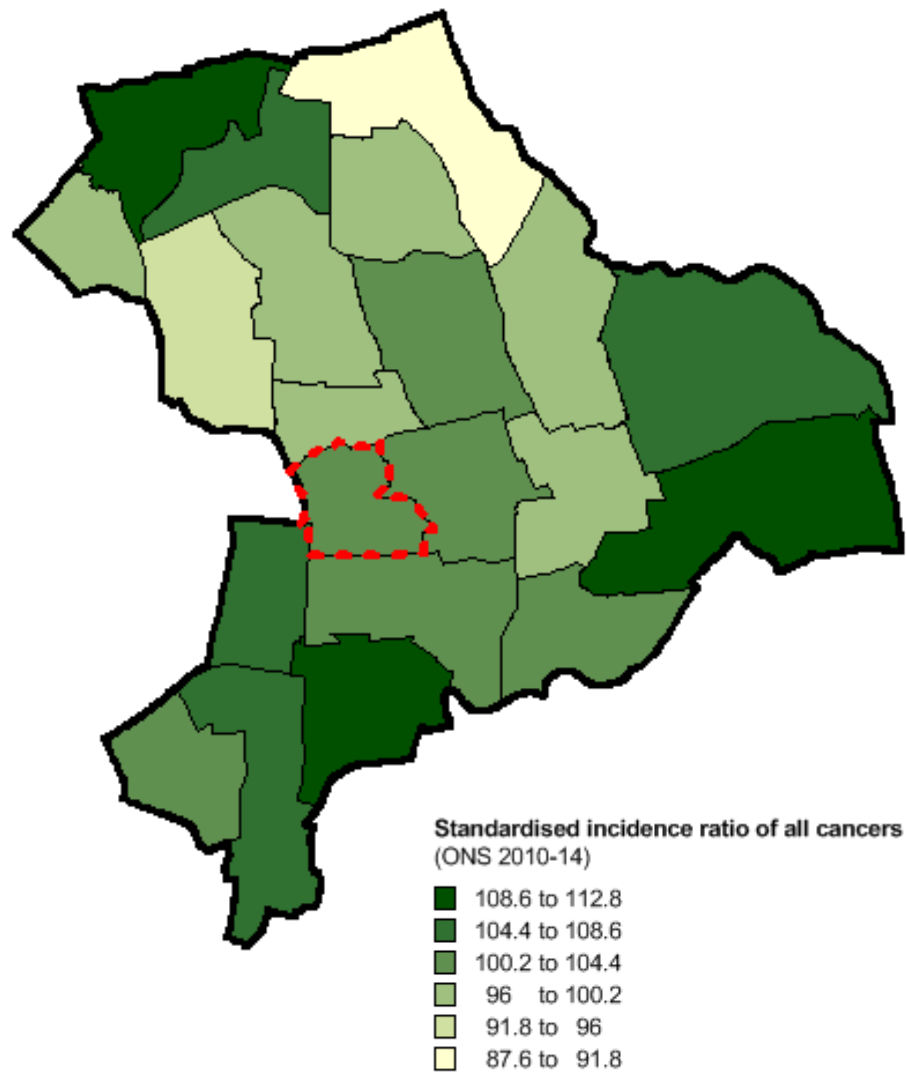 Standardised incidence ratio of all cancers
(ONS 2010-14)
108.6 to 112.8
104.4 to 108.6
100.2 to 104.4
96 to 100.2
91.8 to 96
87.6 to 91.8